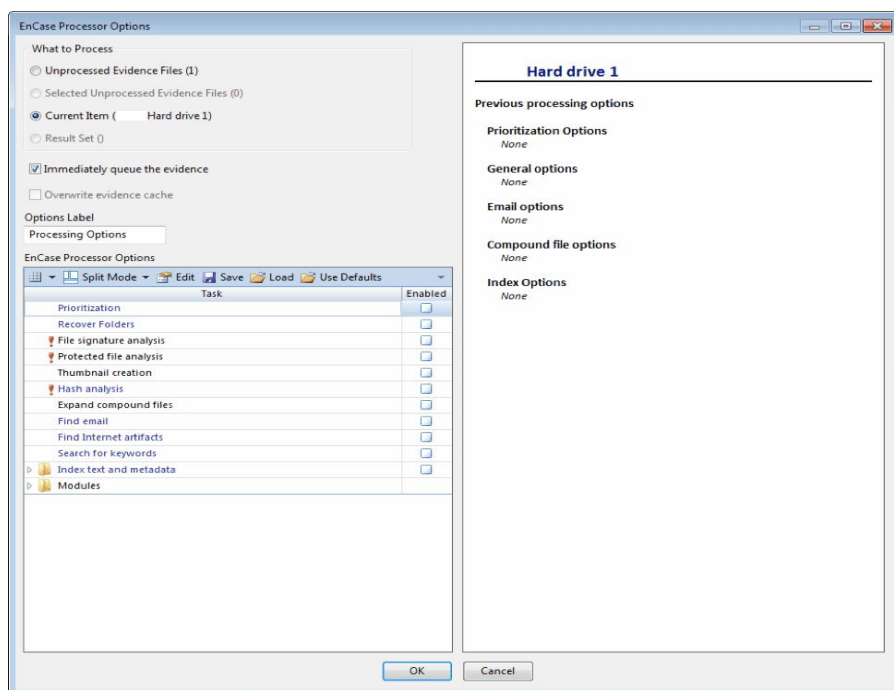 EnCase Processor Options
What to Process
Unprocessed Evidence Files (1)
Selected Unprocessed Evidence Files (0)
Current Item ( Hard drive 1)
Result Set ()
Immediately queue the evidence
Overwrite evidence cache
Options Label
Processing Options
EnCase Processor Options
Split Mode Edit Save Load Use Defaults
Task Enabled
Prioritization
Recover Folders
File signature analysis
Protected file analysis
Thumbnail creation
Hash analysis
Expand compound files
Find email
Find Internet artifacts
Search for keywords
Index text and metadata
Modules
Hard drive 1
Previous processing options
Prioritization Options
None
General options
None
Email options
None
Compound file options
None
Index Options
None
OK Cancel